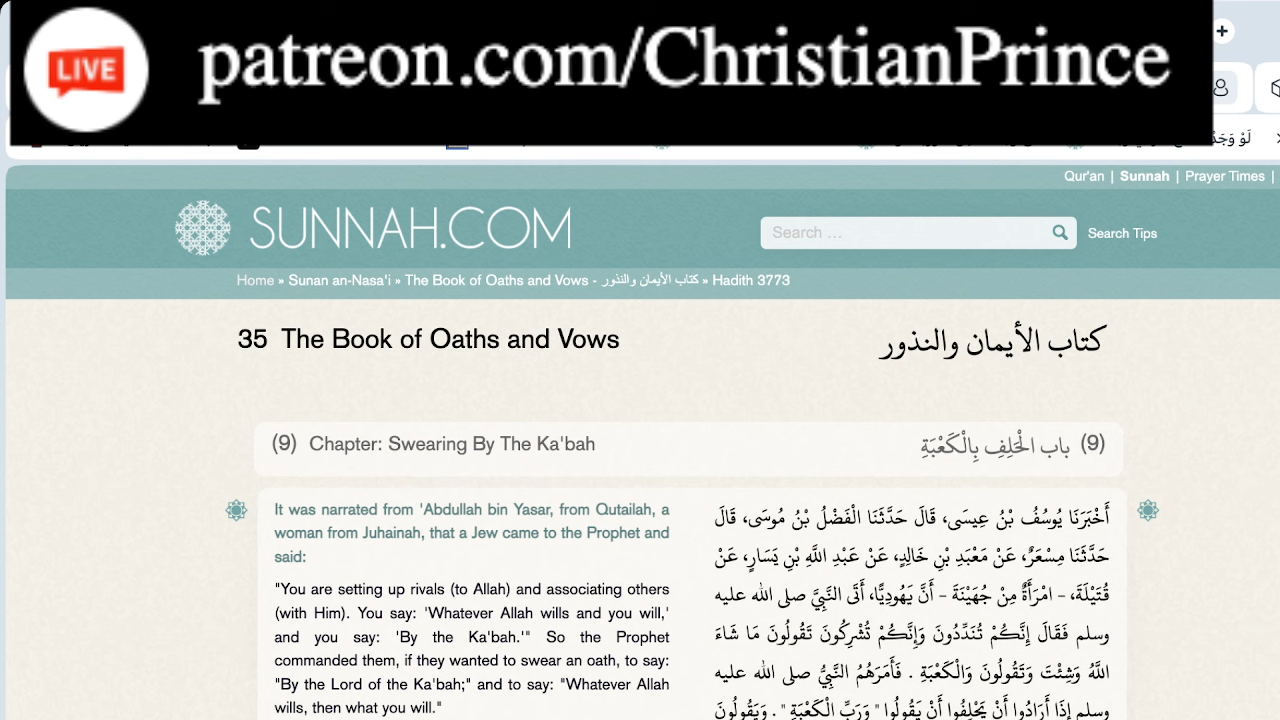 LIVE
patreon.com/ChristianPrince
+
لَوْ وَجَدْ
Qur'an | Sunnah | Prayer Times |
SUNNAH.COM
Search ...
Search Tips
Home » Sunan an-Nasa'i » The Book of Oaths and Vows - كتاب الأيمان والنذور » Hadith 3773
35 The Book of Oaths and Vows
كتاب الأيمان والنذور
(9) Chapter: Swearing By The Ka'bah
(9) باب الْحَلِفِ بِالْكَعْبَةِ
It was narrated from 'Abdullah bin Yasar, from Qutailah, a
woman from Juhainah, that a Jew came to the Prophet and
said:
"You are setting up rivals (to Allah) and associating others
(with Him). You say: 'Whatever Allah wills and you will,'
and you say: 'By the Ka'bah.'" So the Prophet
commanded them, if they wanted to swear an oath, to say:
"By the Lord of the Ka'bah;" and to say: "Whatever Allah
wills, then what you will."
أَخْبَرَنَا يُوسُفُ بْنُ عِيسَى، قَالَ حَدَّثَنَا الْفَضْلُ بْنُ مُوسَى، قَالَ
حَدَّثَنَا مِسْعَرٌ، عَنْ مَعْبَدِ بْنِ خَالِدٍ، عَنْ عَبْدِ اللَّهِ بْنِ يَسَارٍ، عَنْ
قُتَيْلَةَ، - امْرَأَةٌ مِنْ جُهَيْنَةَ - أَنَّ يَهُودِيًّا، أَتَى النَّبِيَّ صلى الله عليه
وسلم فَقَالَ إِنَّكُمْ تُنَدِّدُونَ وَإِنَّكُمْ تُشْرِكُونَ تَقُولُونَ مَا شَاءَ
اللَّهُ وَشِئْتَ وَتَقُولُونَ وَالْكَعْبَةِ . فَأَمَرَهُمُ النَّبِيُّ صلى الله عليه
وسلم إِذَا أَرَادُوا أَنْ يَحْلِفُوا أَنْ يَقُولُوا " وَرَبِّ الْكَعْبَةِ " . وَيَقُولُونَ